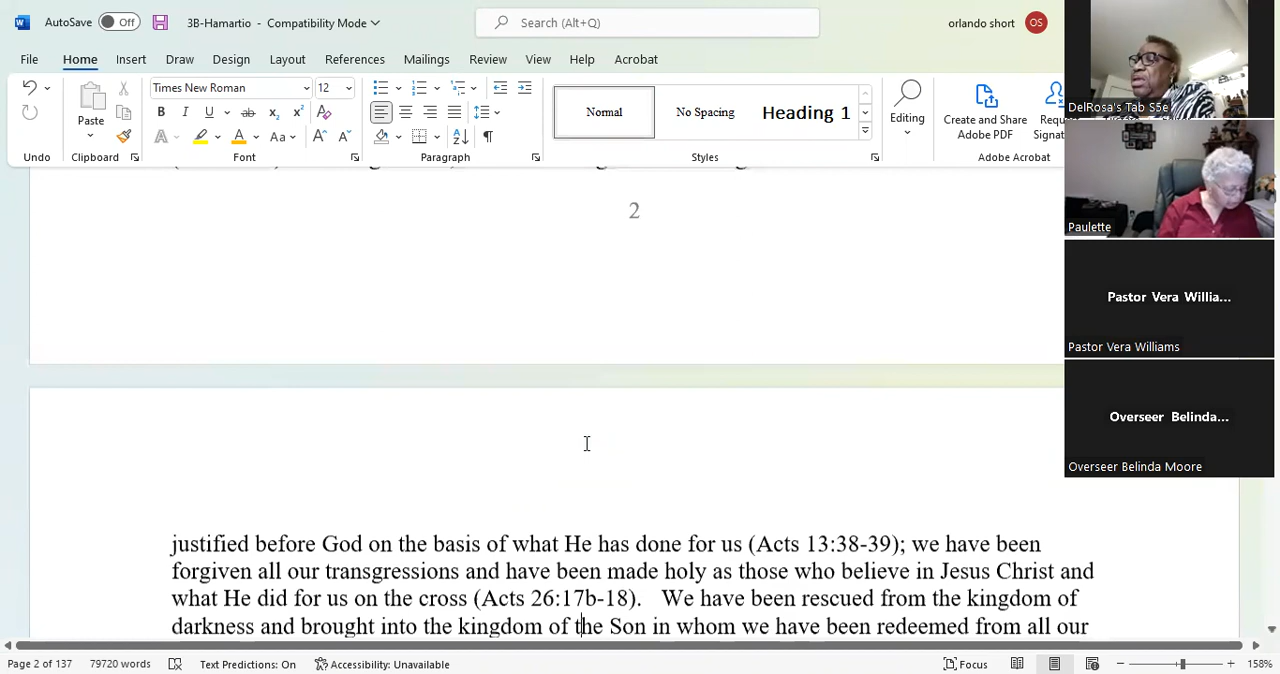 AutoSave Off 3B-Hamartio - Compatibility Mode Search (Alt+Q) orlando short OS
File Home Insert Draw Design Layout References Mailings Review View Help Acrobat
Times New Roman 12
Paste
B I U ab x₂ x² A
A A Aa A A
Normal
No Spacing
Heading 1
Editing
Create and Share
Adobe PDF
Requ
Signat
Undo Clipboard Font Paragraph Styles Adobe Acrobat
2
justified before God on the basis of what He has done for us (Acts 13:38-39); we have been
forgiven all our transgressions and have been made holy as those who believe in Jesus Christ and
what He did for us on the cross (Acts 26:17b-18). We have been rescued from the kingdom of
darkness and brought into the kingdom of the Son in whom we have been redeemed from all our
DelRosa's Tab S5e
Paulette
Pastor Vera Willia...
Pastor Vera Williams
Overseer Belinda...
Overseer Belinda Moore
Page 2 of 137 79720 words Text Predictions: On Accessibility: Unavailable Focus 158%